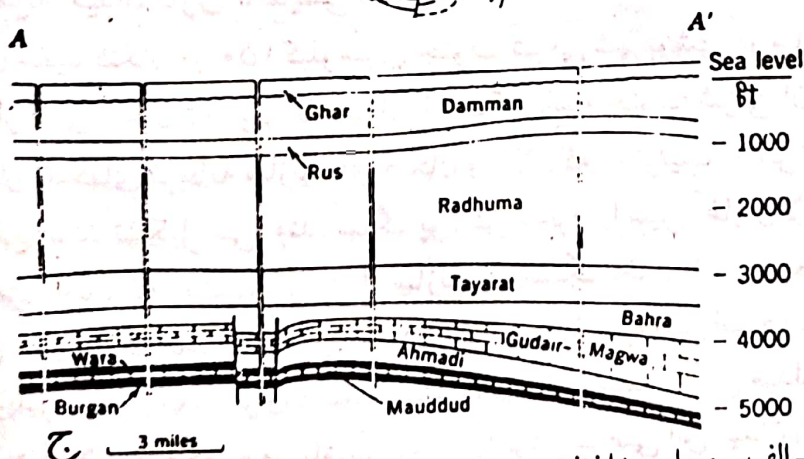 A
A'
Sea level
ft
Ghar
Damman
- 1000
Rus
Radhuma
- 2000
- 3000
Tayarat
Bahra
- 4000
Gudair- Magwa
Wara
Ahmadi
Burgan
Mauddud
- 5000
ج
3 miles